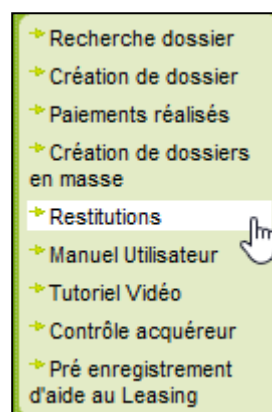 Recherche dossier
Création de dossier
Paiements réalisés
Création de dossiers
en masse
Restitutions
Manuel Utilisateur
Tutoriel Vidéo
Contrôle acquéreur
Pré enregistrement
d'aide au Leasing